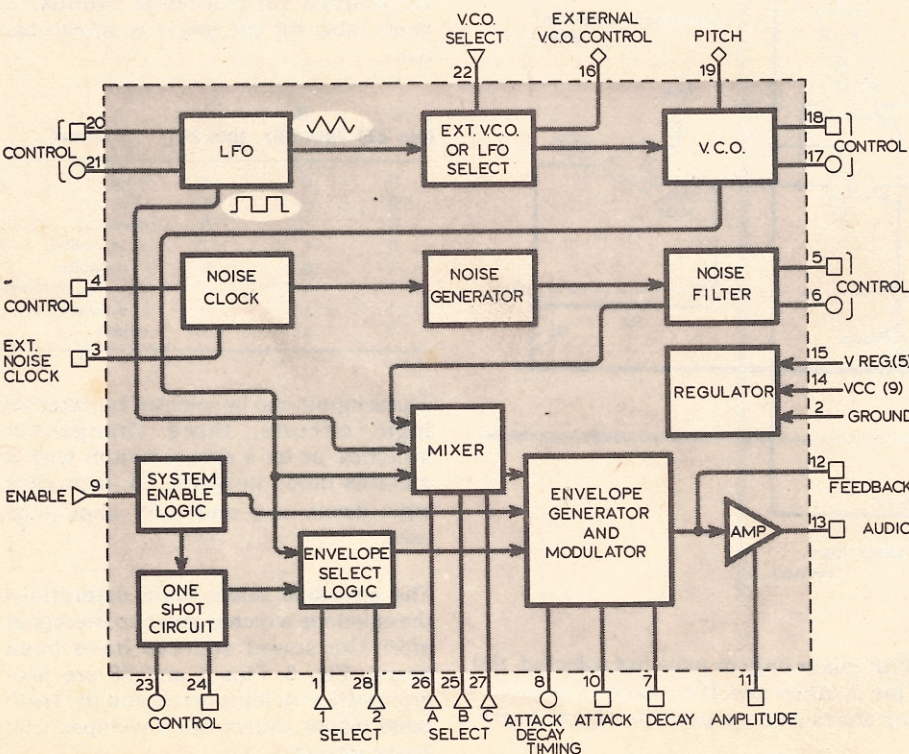 V.C.O.
SELECT
22
EXTERNAL
V.C.O. CONTROL
16
PITCH
19
20
CONTROL
21
LFO
EXT. V.C.O.
OR LFO
SELECT
V.C.O.
18
CONTROL
17
4
CONTROL
NOISE
CLOCK
NOISE
GENERATOR
NOISE
FILTER
5
CONTROL
6
EXT.
NOISE
CLOCK
3
REGULATOR
15
V REG.(5)
14
VCC (9)
2
GROUND
MIXER
ENABLE
9
SYSTEM
ENABLE
LOGIC
ENVELOPE
GENERATOR
AND
MODULATOR
12
FEEDBACK
AMP
13
AUDIO
ENVELOPE
SELECT
LOGIC
ONE
SHOT
CIRCUIT
23
24
CONTROL
1
28
1
2
SELECT
26
25
27
A
B
C
SELECT
8
ATTACK
DECAY
TIMING
10
ATTACK
7
DECAY
11
AMPLITUDE